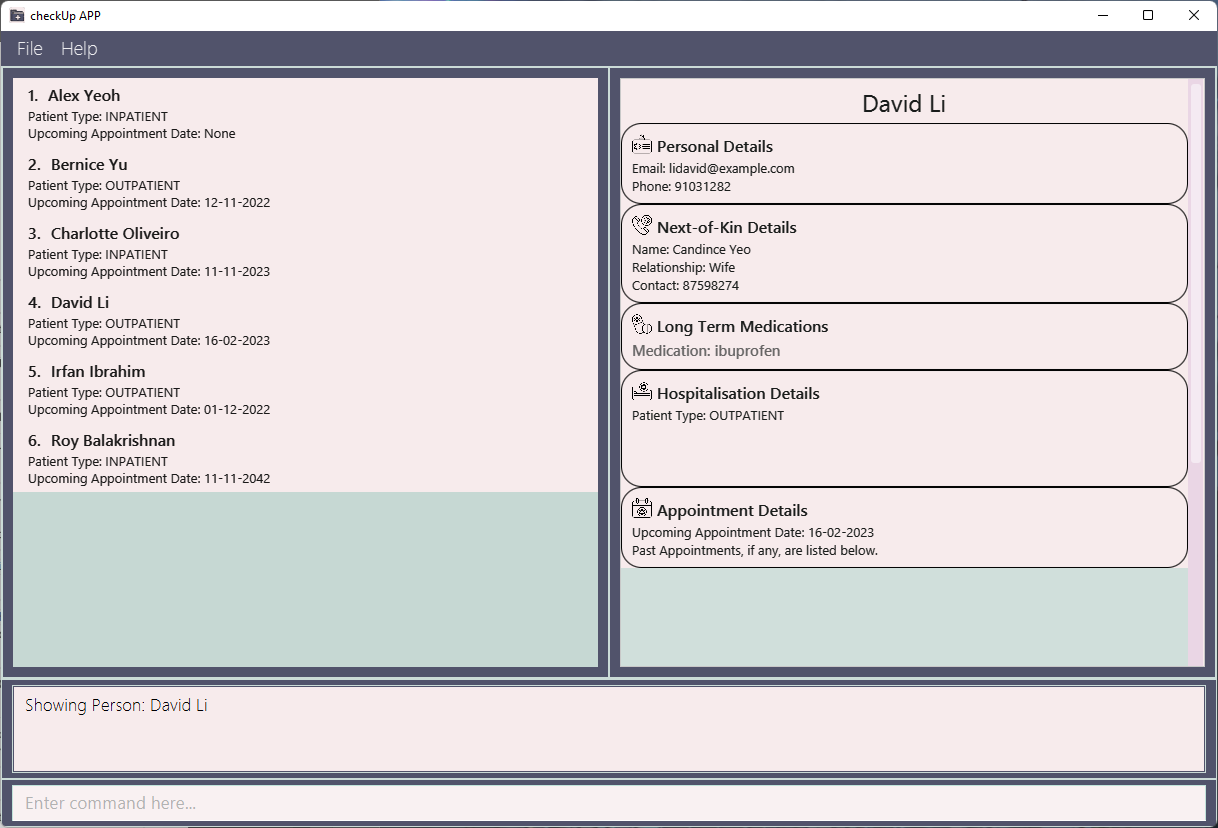 checkUp APP
File Help
1. Alex Yeoh
Patient Type: INPATIENT
Upcoming Appointment Date: None
2. Bernice Yu
Patient Type: OUTPATIENT
Upcoming Appointment Date: 12-11-2022
3. Charlotte Oliveiro
Patient Type: INPATIENT
Upcoming Appointment Date: 11-11-2023
4. David Li
Patient Type: OUTPATIENT
Upcoming Appointment Date: 16-02-2023
5. Irfan Ibrahim
Patient Type: OUTPATIENT
Upcoming Appointment Date: 01-12-2022
6. Roy Balakrishnan
Patient Type: INPATIENT
Upcoming Appointment Date: 11-11-2042
David Li
Personal Details
Email: lidavid@example.com
Phone: 91031282
Next-of-Kin Details
Name: Candince Yeo
Relationship: Wife
Contact: 87598274
Long Term Medications
Medication: ibuprofen
Hospitalisation Details
Patient Type: OUTPATIENT
Appointment Details
Upcoming Appointment Date: 16-02-2023
Past Appointments, if any, are listed below.
Showing Person: David Li
Enter command here...